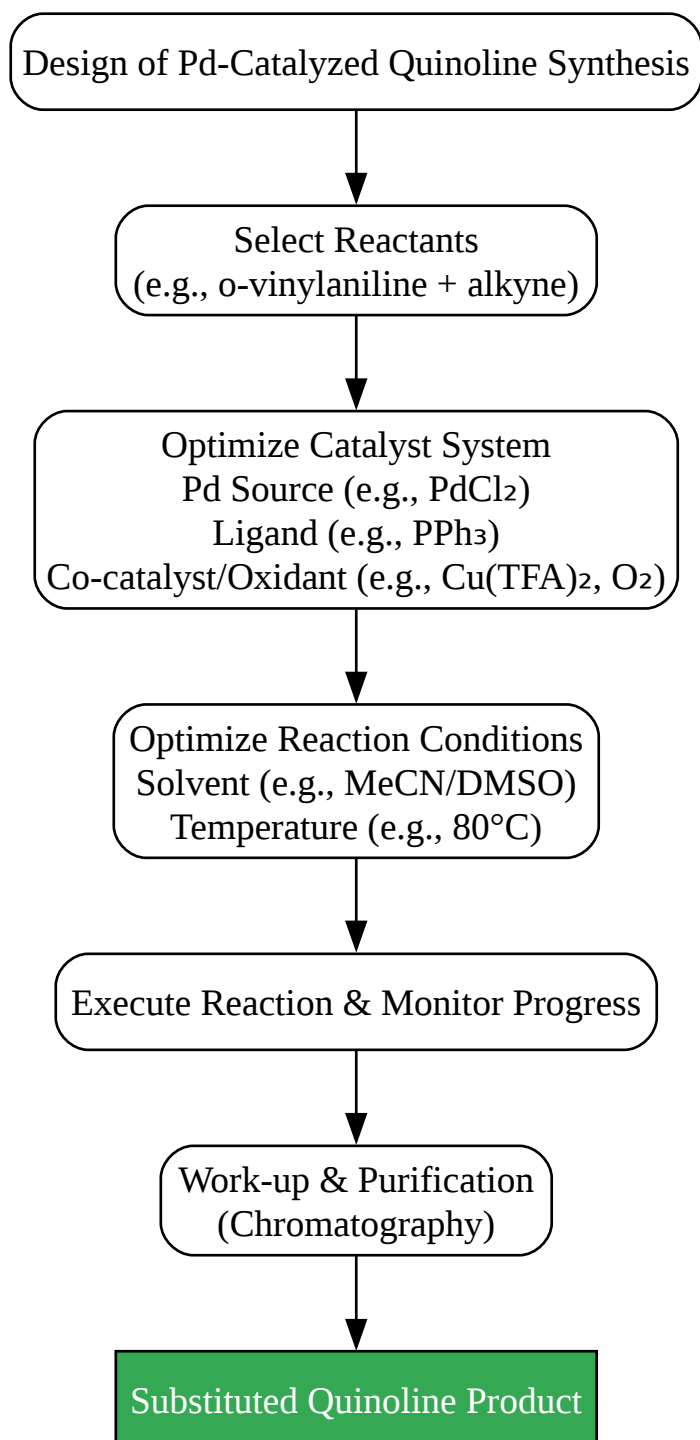 Design of Pd-Catalyzed Quinoline Synthesis
Select Reactants
(e.g., o-vinylaniline + alkyne)
Optimize Catalyst System
Pd Source (e.g., PdCl₂)
Ligand (e.g., PPh₃)
Co-catalyst/Oxidant (e.g., Cu(TFA)₂, O₂)
Optimize Reaction Conditions
Solvent (e.g., MeCN/DMSO)
Temperature (e.g., 80°C)
Execute Reaction & Monitor Progress
Work-up & Purification
(Chromatography)
Substituted Quinoline Product